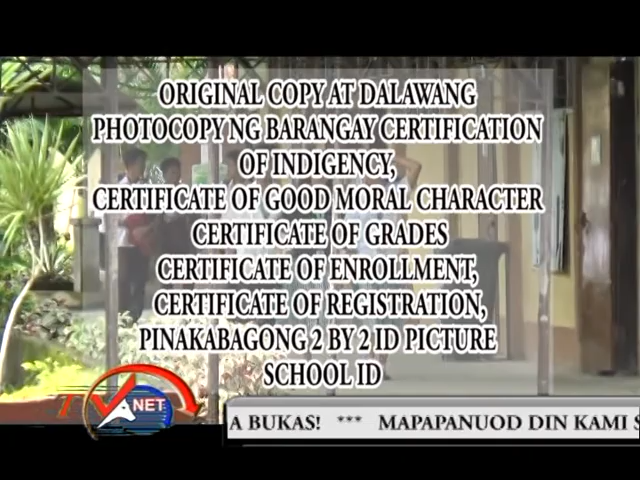 ORIGINAL COPY AT DALAWANG
PHOTOCOPY NG BARANGAY CERTIFICATION
OF INDIGENCY,
CERTIFICATE OF GOOD MORAL CHARACTER
CERTIFICATE OF GRADES
CERTIFICATE OF ENROLLMENT,
CERTIFICATE OF REGISTRATION,
PINAKABAGONG 2 BY 2 ID PICTURE
SCHOOL ID
TV NET
A BUKAS! *** MAPAPANUOD DIN KAMI S